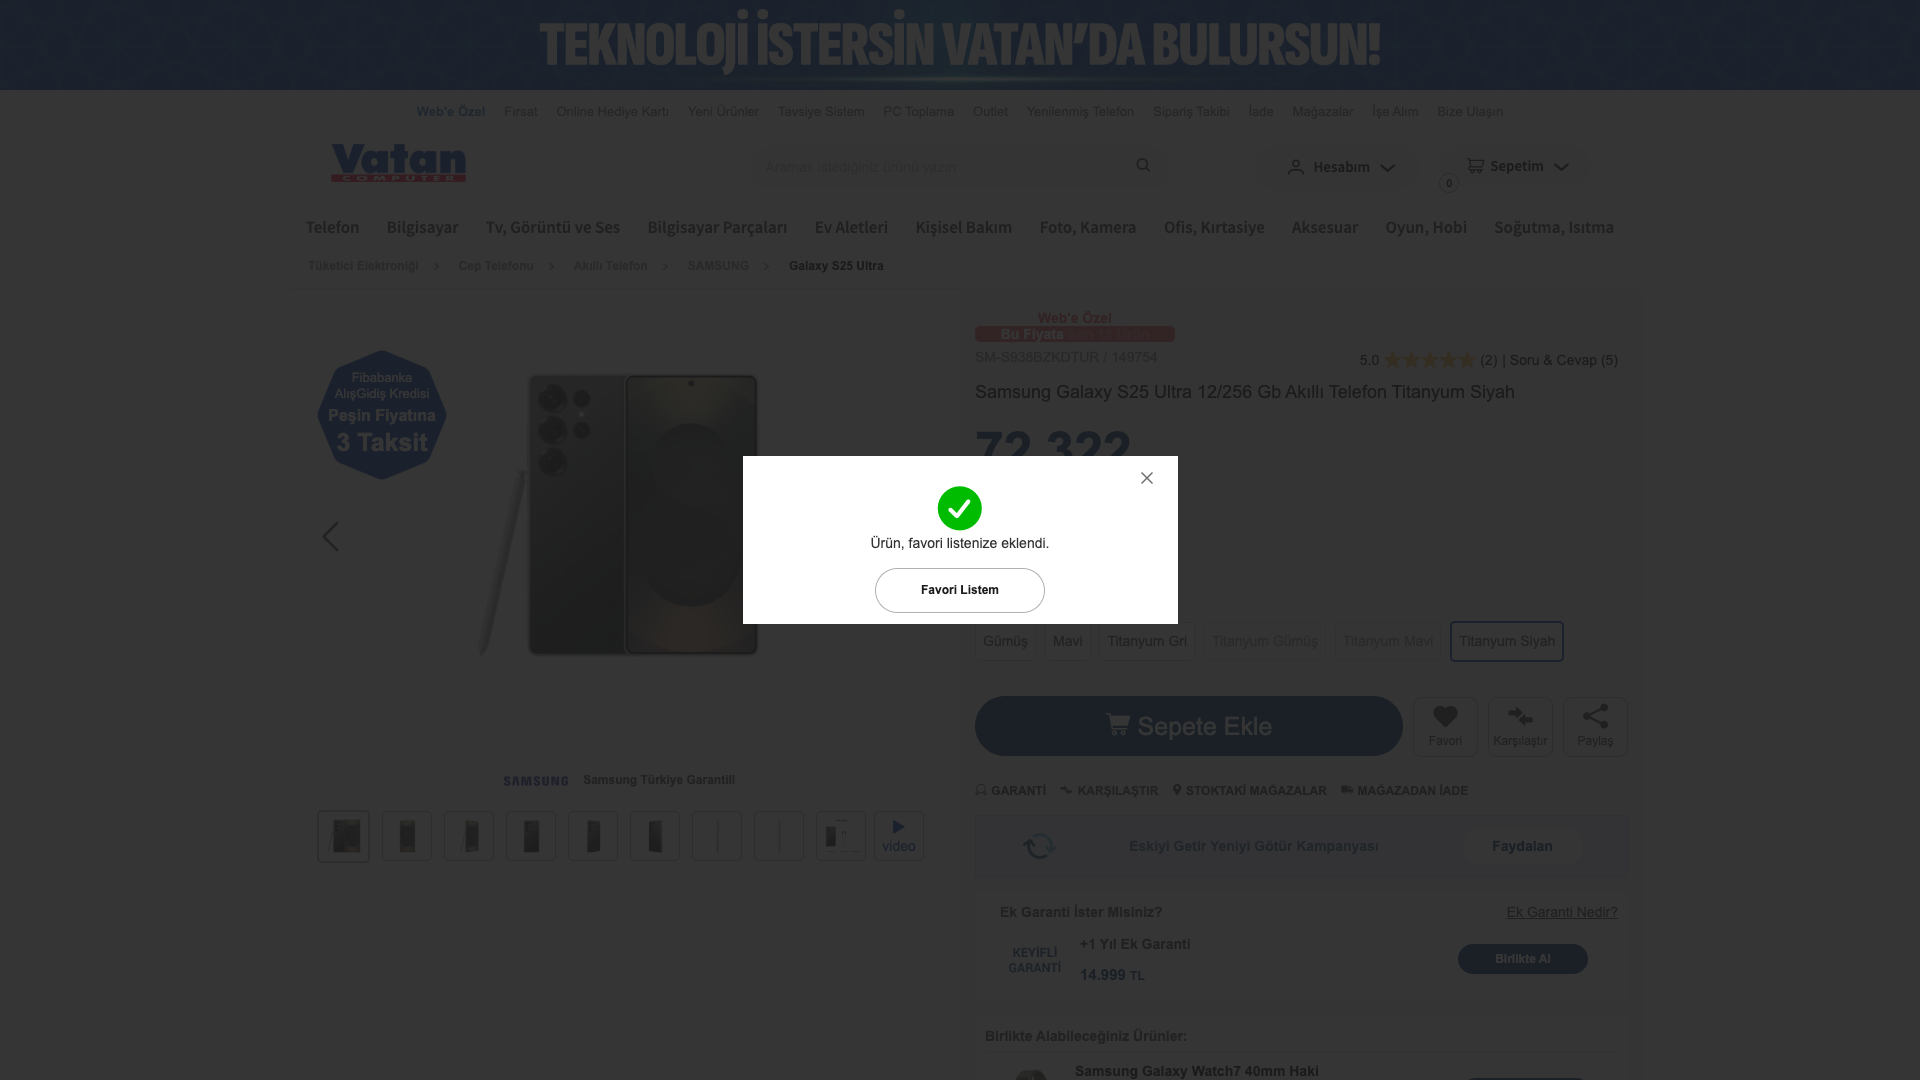 TEKNOLOJİ İSTERSİN VATAN'DA BULURSUN!
Web'e Özel Fırsat Online Hediye Kartı Yeni Ürünler Tavsiye Sistem PC Toplama Outlet Yenilenmiş Telefon Sipariş Takibi İade Mağazalar İşe Alım Bize Ulaşın
Vatan
COMPUTER
Aramak istediğiniz ürünü yazın
Hesabım
0
Sepetim
Telefon Bilgisayar Tv, Görüntü ve Ses Bilgisayar Parçaları Ev Aletleri Kişisel Bakım Foto, Kamera Ofis, Kırtasiye Aksesuar Oyun, Hobi Soğutma, Isıtma
Tüketici Elektroniği > Cep Telefonu > Akıllı Telefon > SAMSUNG > Galaxy S25 Ultra
Fibabanka
AlışGidiş Kredisi
Peşin Fiyatına
3 Taksit
Web'e Özel
Bu Fiyata
SM-S938BZKDTUR / 149754
5.0 (2) | Soru & Cevap (5)
Samsung Galaxy S25 Ultra 12/256 Gb Akıllı Telefon Titanyum Siyah
72.322
Ürün, favori listenize eklendi.
Favori Listem
Gümüş Mavi Titanyum Gri Titanyum Gümüş Titanyum Mavi Titanyum Siyah
Sepete Ekle
Favori
Karşılaştır
Paylaş
SAMSUNG Samsung Türkiye Garantili
video
GARANTİ KARŞILAŞTIR STOKTAKİ MAĞAZALAR MAĞAZADAN İADE
Eskiyi Getir Yeniyi Götür Kampanyası
Faydalan
Ek Garanti İster Misiniz?
Ek Garanti Nedir?
KEYİFLİ
GARANTİ
+1 Yıl Ek Garanti
14.999 TL
Birlikte Al
Birlikte Alabileceğiniz Ürünler:
Samsung Galaxy Watch7 40mm Haki